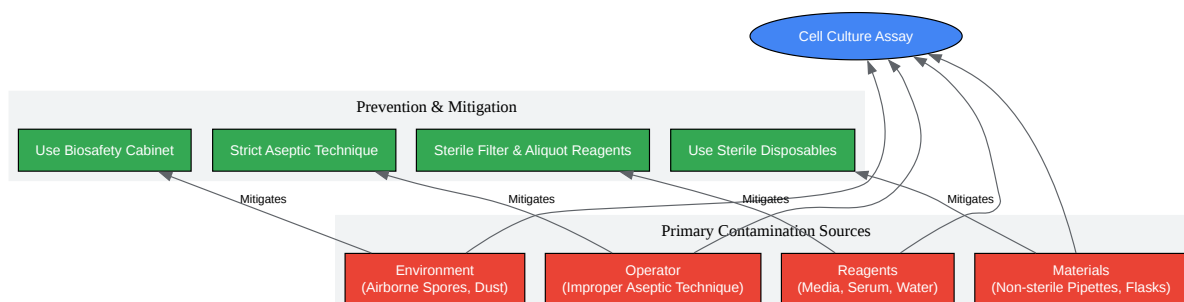 Cell Culture Assay
Prevention & Mitigation
Use Biosafety Cabinet
Strict Aseptic Technique
Sterile Filter & Aliquot Reagents
Use Sterile Disposables
Mitigates
Mitigates
Mitigates
Mitigates
Primary Contamination Sources
Environment
(Airborne Spores, Dust)
Operator
(Improper Aseptic Technique)
Reagents
(Media, Serum, Water)
Materials
(Non-sterile Pipettes, Flasks)